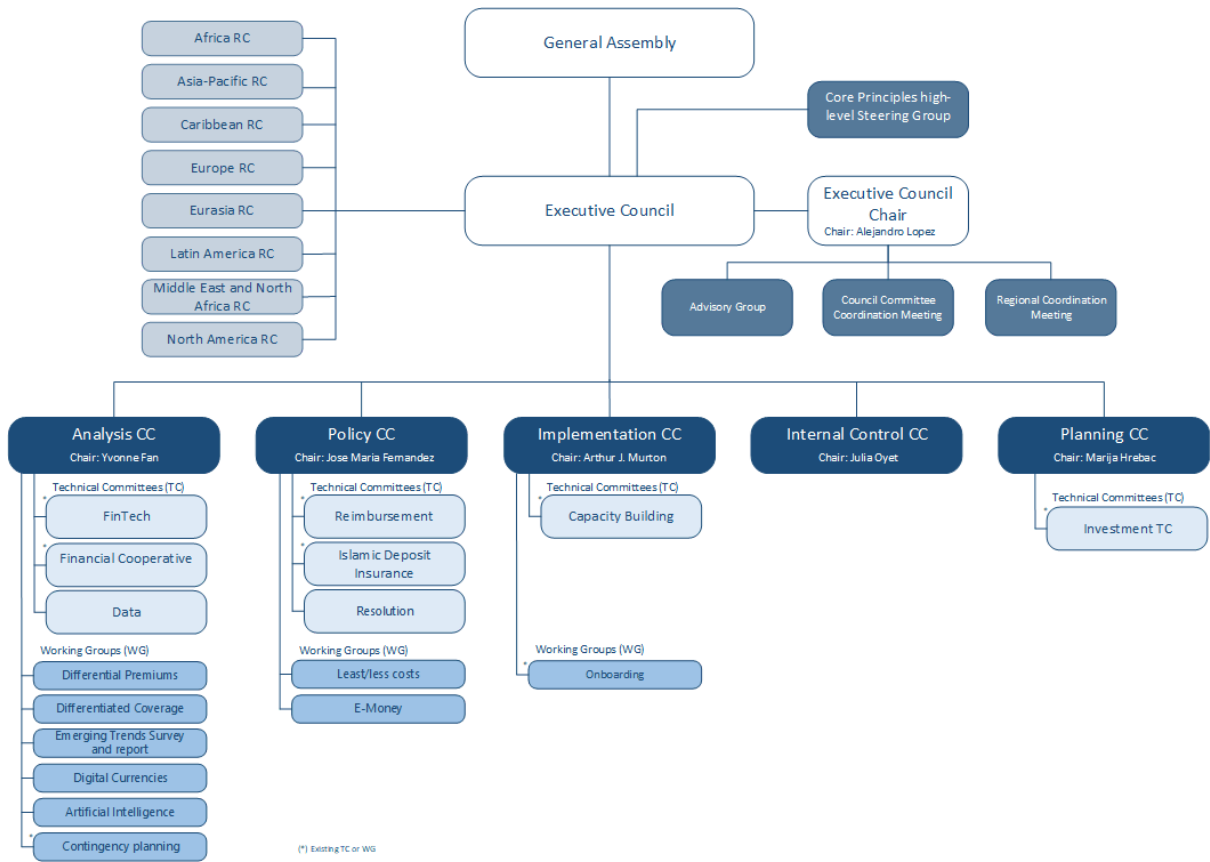 General Assembly
Africa RC
Asia-Pacific RC
Caribbean RC
Europe RC
Eurasia RC
Latin America RC
Middle East and North
Africa RC
North America RC
Core Principles high-
level Steering Group
Executive Council
Executive Council
Chair
Chair: Alejandro Lopez
Advisory Group
Council Committee
Coordination Meeting
Regional Coordination
Meeting
Analysis CC
Chair: Yvonne Fan
Technical Committees (TC)
*
FinTech
*
Financial Cooperative
Data
Working Groups (WG)
Differential Premiums
Differentiated Coverage
Emerging Trends Survey
and report
Digital Currencies
Artificial Intelligence
*
Contingency planning
Policy CC
Chair: Jose Maria Fernandez
Technical Committees (TC)
*
Reimbursement
*
Islamic Deposit
Insurance
Resolution
Working Groups (WG)
Least/less costs
E-Money
Implementation CC
Chair: Arthur J. Murton
Technical Committees (TC)
*
Capacity Building
Working Groups (WG)
*
Onboarding
Internal Control CC
Chair: Julia Oyet
Planning CC
Chair: Marija Hrebac
Technical Committees (TC)
*
Investment TC
(*) Existing TC or WG